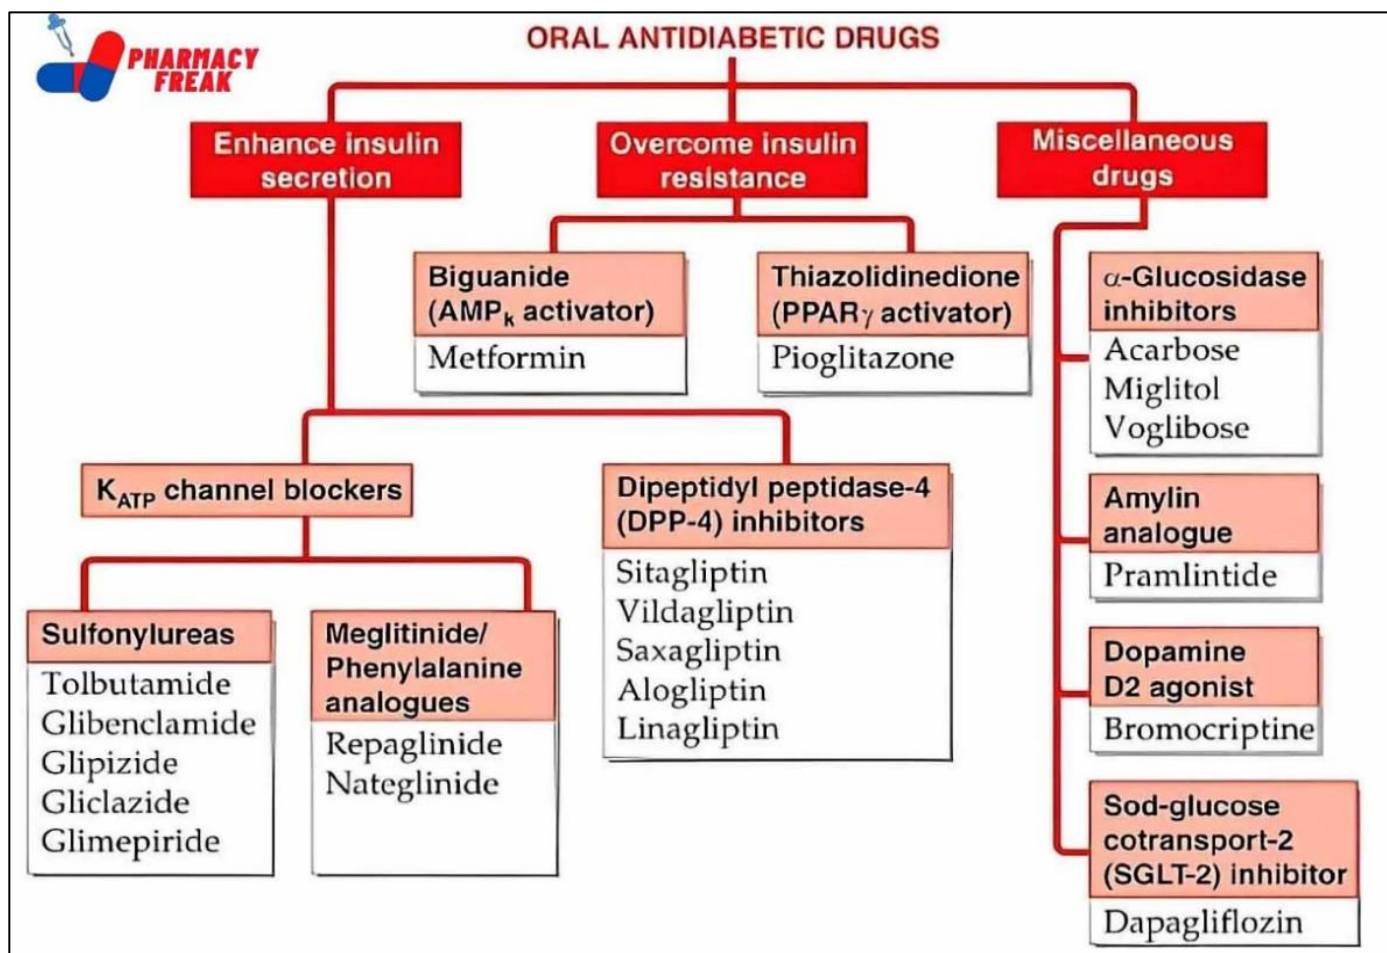 PHARMACY
FREAK
ORAL ANTIDIABETIC DRUGS
Enhance insulin
secretion
Overcome insulin
resistance
Miscellaneous
drugs
Biguanide
(AMPₖ activator)
Metformin
Thiazolidinedione
(PPARγ activator)
Pioglitazone
α-Glucosidase
inhibitors
Acarbose
Miglitol
Voglibose
K_ATP channel blockers
Dipeptidyl peptidase-4
(DPP-4) inhibitors
Sitagliptin
Vildagliptin
Saxagliptin
Alogliptin
Linagliptin
Amylin
analogue
Pramlintide
Sulfonylureas
Tolbutamide
Glibenclamide
Glipizide
Gliclazide
Glimepiride
Meglitinide/
Phenylalanine
analogues
Repaglinide
Nateglinide
Dopamine
D2 agonist
Bromocriptine
Sod-glucose
cotransport-2
(SGLT-2) inhibitor
Dapagliflozin